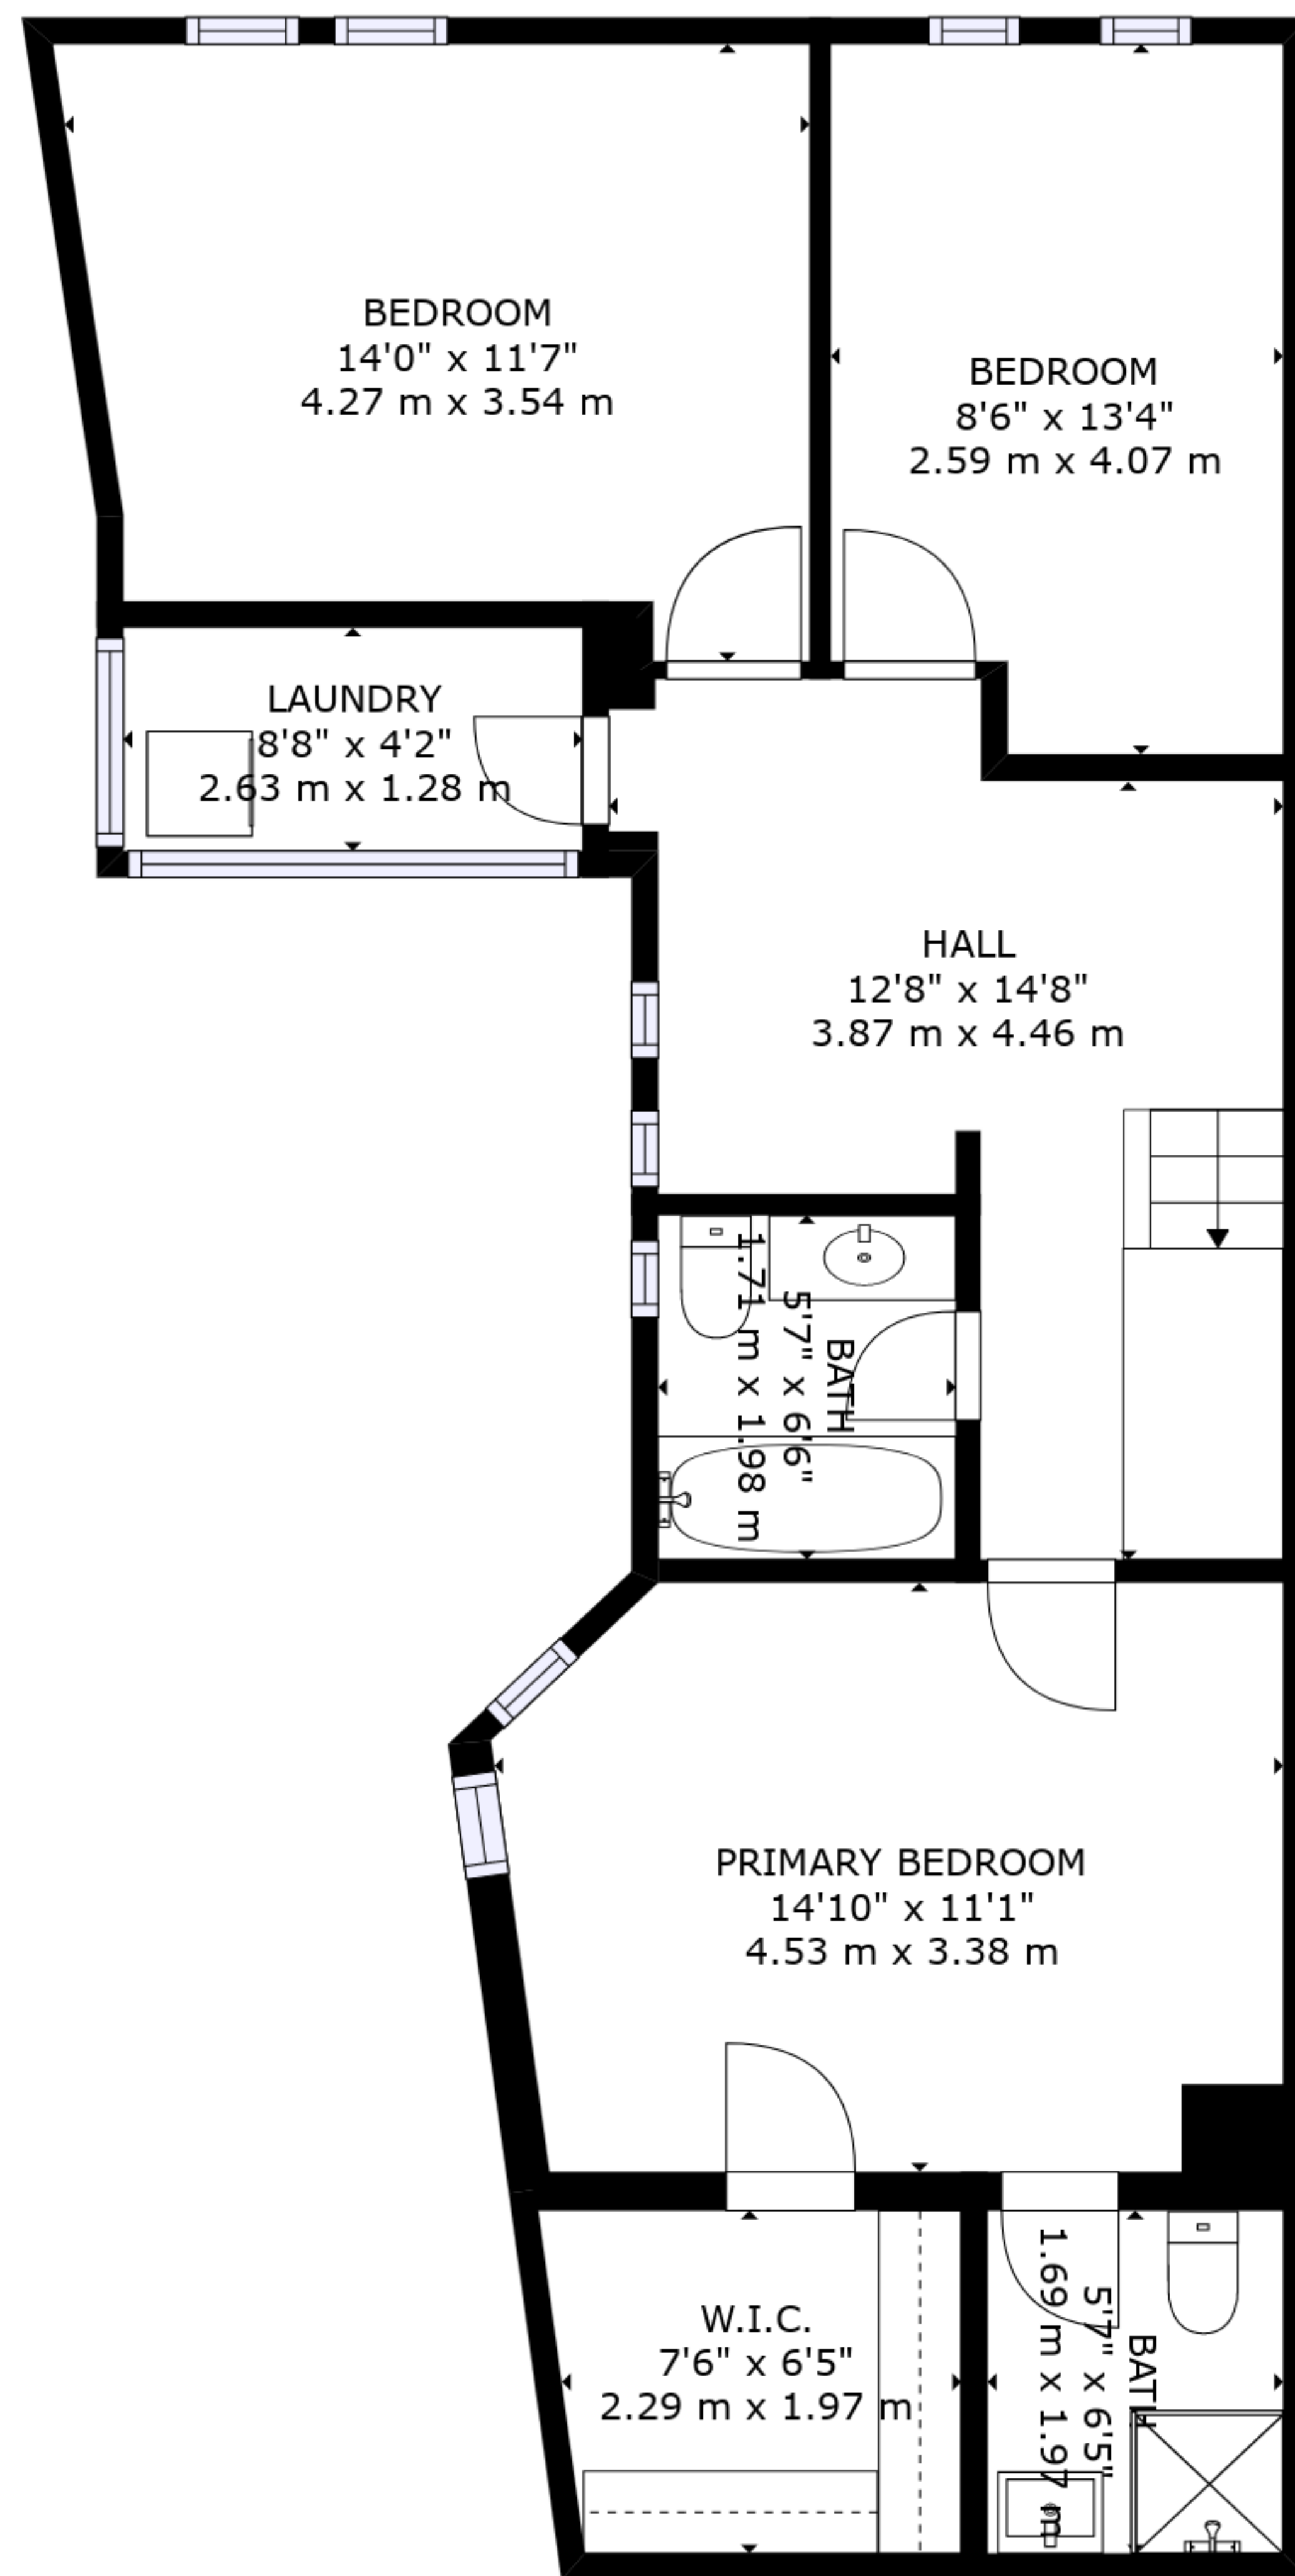 BEDROOM
14'0" x 11'7"
4.27 m x 3.54 m
BEDROOM
8'6" x 13'4"
2.59 m x 4.07 m
LAUNDRY
8'8" x 4'2"
2.63 m x 1.28 m
HALL
12'8" x 14'8"
3.87 m x 4.46 m
BATH
5'7" x 6'6"
1.71 m x 1.98 m
PRIMARY BEDROOM
14'10" x 11'1"
4.53 m x 3.38 m
W.I.C.
7'6" x 6'5"
2.29 m x 1.97 m
BATH
5'7" x 6'5"
1.69 m x 1.97 m